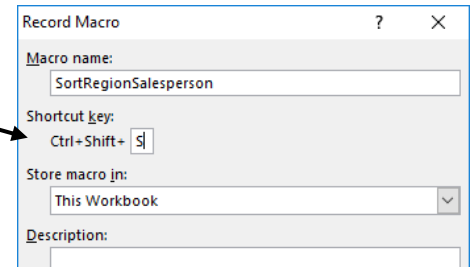 Record Macro ? ×
Macro name:
SortRegionSalesperson
Shortcut key:
Ctrl+Shift+ S
Store macro in:
This Workbook
Description: